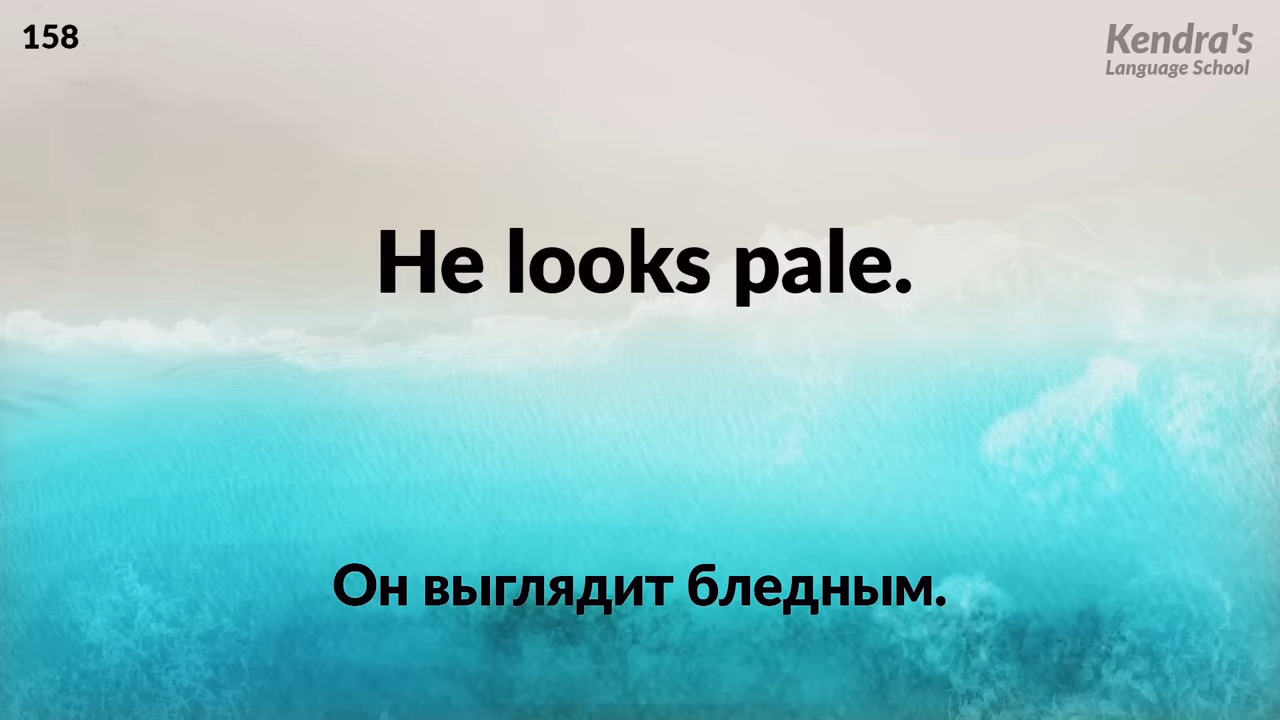 158
Kendra's
Language School
He looks pale.
Он выглядит бледным.